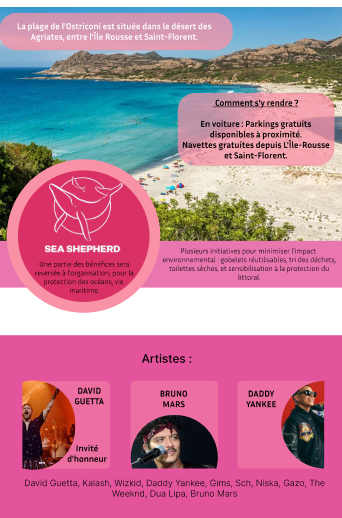 La plage de l'Ostriconi est située dans le désert des
Agriates, entre l'Île Rousse et Saint-Florent.
Comment s'y rendre ?
En voiture : Parkings gratuits
disponibles à proximité.
Navettes gratuites depuis L'Île-Rousse
et Saint-Florent.
SEA SHEPHERD
Une partie des bénéfices sera
reversée à l'organisation, pour la
protection des océans, vie
maritime.
Plusieurs initiatives pour minimiser l'impact
environnemental : gobelets réutilisables, tri des déchets,
toilettes sèches, et sensibilisation à la protection du
littoral.
Artistes :
DAVID
GUETTA
Invité
d'honneur
BRUNO
MARS
DADDY
YANKEE
David Guetta, Kalash, Wizkid, Daddy Yankee, Gims, Sch, Niska, Gazo, The
Weeknd, Dua Lipa, Bruno Mars